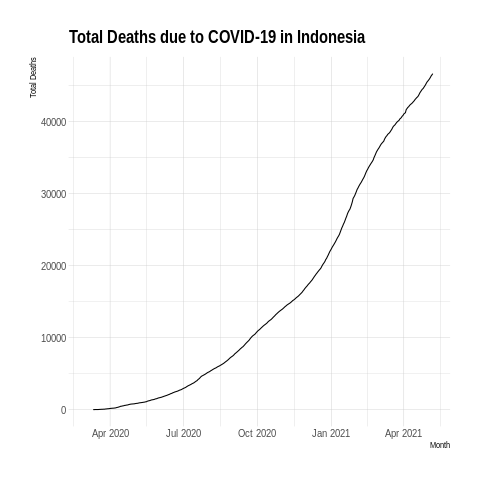 Total Deaths due to COVID-19 in Indonesia
Total Deaths
40000
30000
20000
10000
0
Apr 2020
Jul 2020
Oct 2020
Jan 2021
Apr 2021
Month